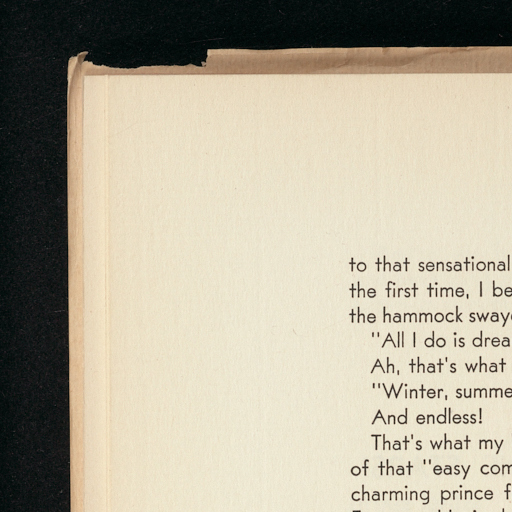 to that sensational
the first time, I be
the hammock sway
"All I do is drea
Ah, that's what
"Winter, summe
And endless!
That's what my
of that "easy com
charming prince f